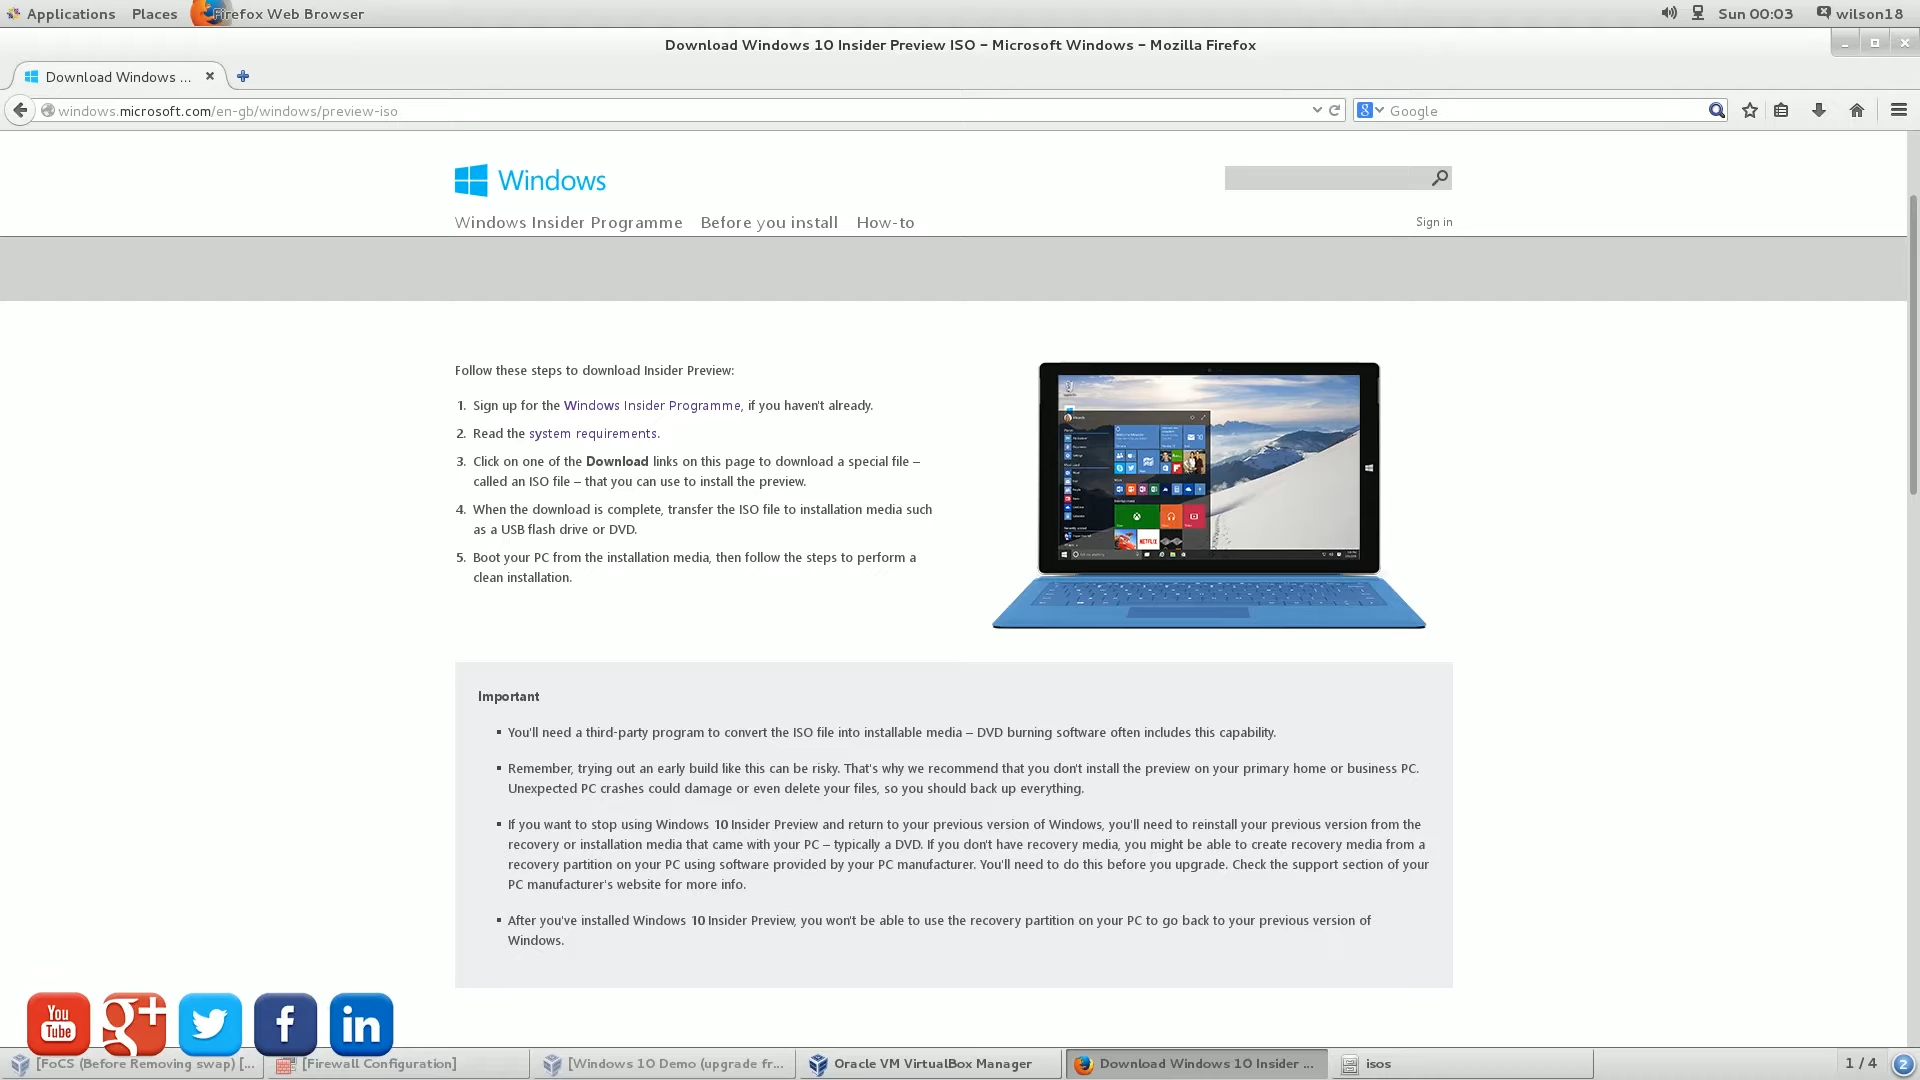 Applications Places Firefox Web Browser Sun 00:03 wilson18
Download Windows 10 Insider Preview ISO – Microsoft Windows – Mozilla Firefox
Download Windows ...
windows.microsoft.com/en-gb/windows/preview-iso
Google
Windows
Windows Insider Programme Before you install How-to Sign in
Follow these steps to download Insider Preview:
1. Sign up for the Windows Insider Programme, if you haven't already.
2. Read the system requirements.
3. Click on one of the Download links on this page to download a special file –
called an ISO file – that you can use to install the preview.
4. When the download is complete, transfer the ISO file to installation media such
as a USB flash drive or DVD.
5. Boot your PC from the installation media, then follow the steps to perform a
clean installation.
NETFLIX
Important
▪ You'll need a third-party program to convert the ISO file into installable media – DVD burning software often includes this capability.
▪ Remember, trying out an early build like this can be risky. That's why we recommend that you don't install the preview on your primary home or business PC.
Unexpected PC crashes could damage or even delete your files, so you should back up everything.
▪ If you want to stop using Windows 10 Insider Preview and return to your previous version of Windows, you'll need to reinstall your previous version from the
recovery or installation media that came with your PC – typically a DVD. If you don't have recovery media, you might be able to create recovery media from a
recovery partition on your PC using software provided by your PC manufacturer. You'll need to do this before you upgrade. Check the support section of your
PC manufacturer's website for more info.
▪ After you've installed Windows 10 Insider Preview, you won't be able to use the recovery partition on your PC to go back to your previous version of
Windows.
You
Tube
g+
f
in
[FoCS (Before Removing swap) [... [Firewall Configuration] [Windows 10 Demo (upgrade fr... Oracle VM VirtualBox Manager Download Windows 10 Insider ... isos 1 / 4 2